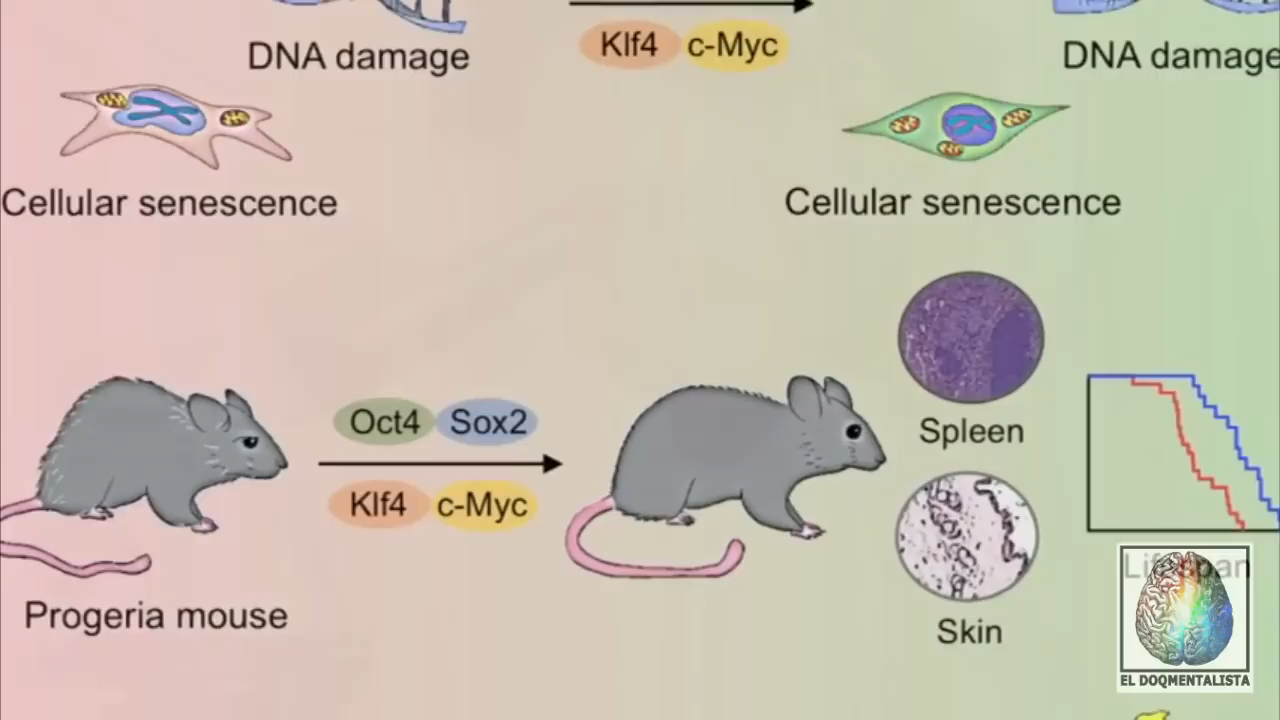 DNA damage
Klf4 c-Myc
DNA damage
Cellular senescence
Cellular senescence
Oct4 Sox2
Klf4 c-Myc
Spleen
Progeria mouse
Skin
Lifespan
EL DOQMENTALISTA